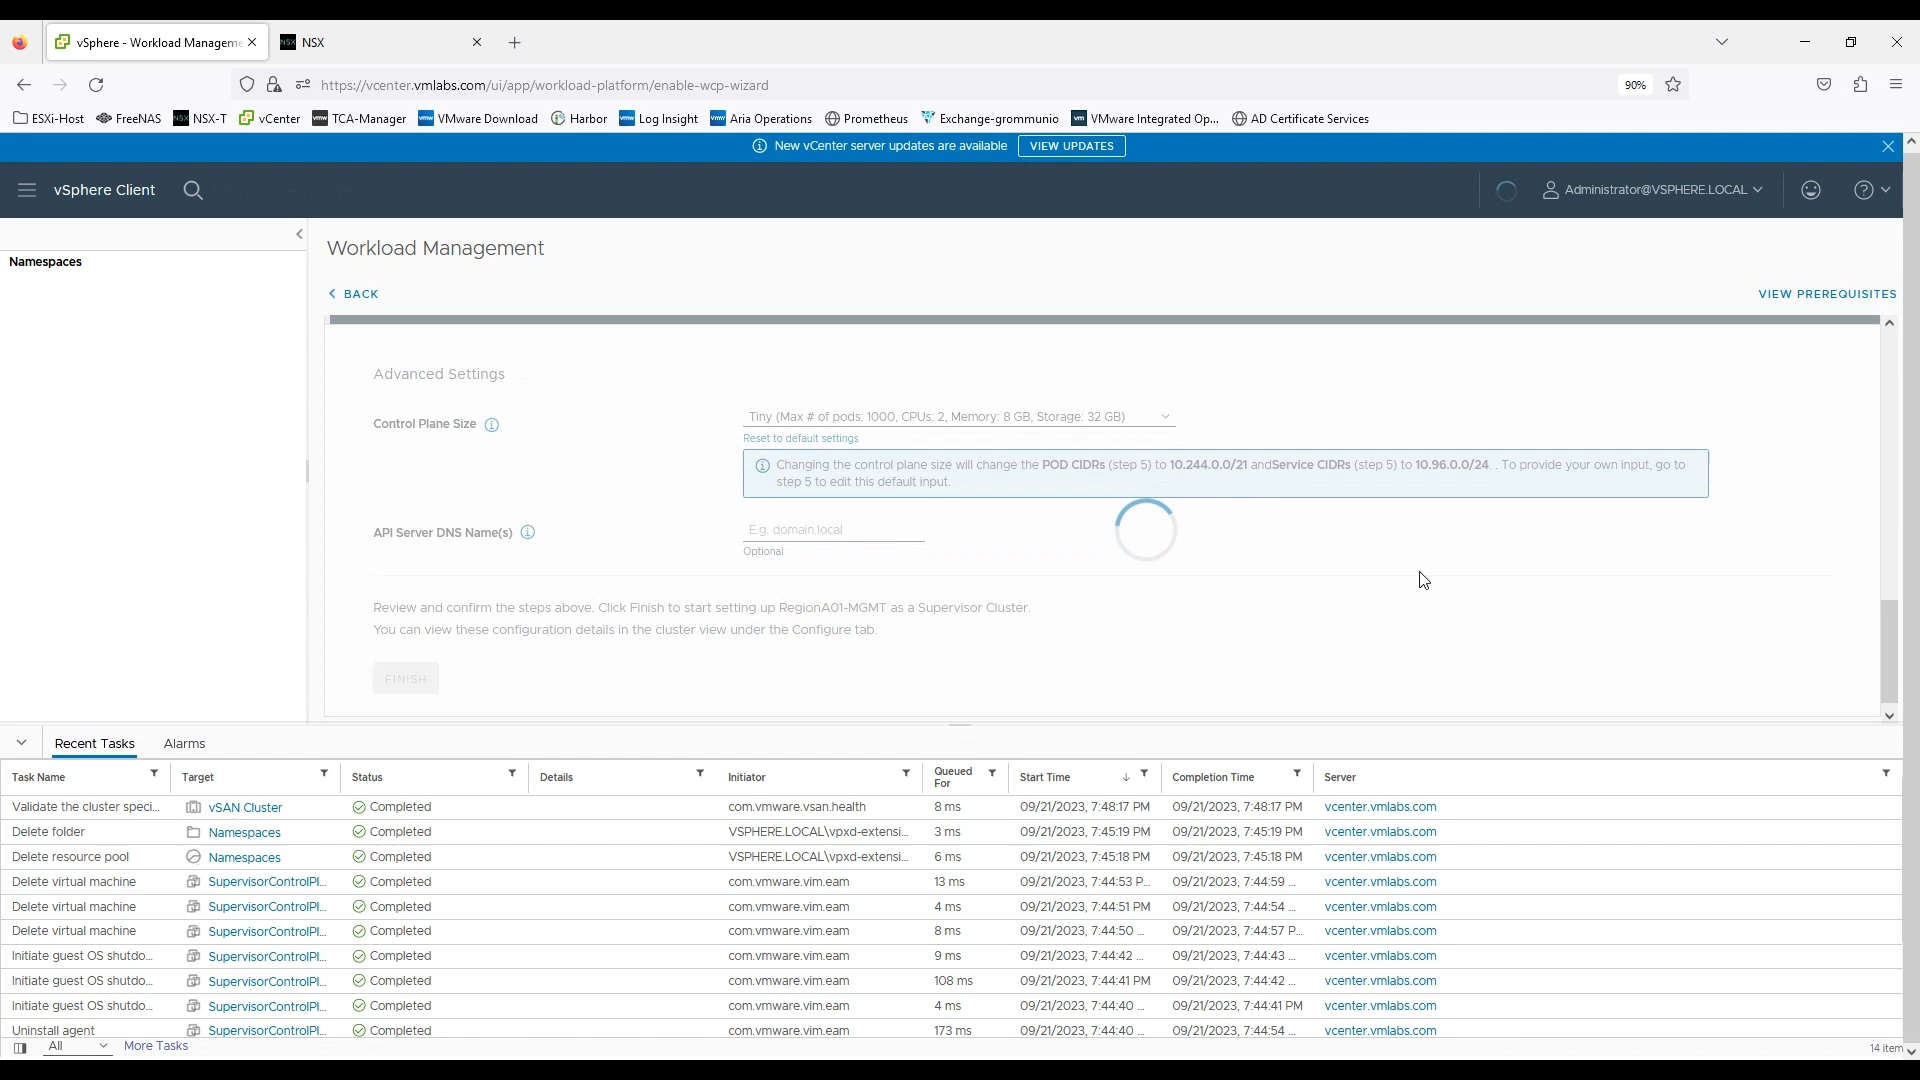 vSphere - Workload Manageme
NSX
NSX
https://vcenter.vmlabs.com/ui/app/workload-platform/enable-wcp-wizard
90%
ESXi-Host
FreeNAS
NSX
NSX-T
vCenter
vmw
TCA-Manager
vmw
VMware Download
Harbor
vmw
Log Insight
vmw
Aria Operations
Prometheus
Exchange-grommunio
vm
VMware Integrated Op...
AD Certificate Services
New vCenter server updates are available
VIEW UPDATES
vSphere Client
Administrator@VSPHERE.LOCAL
Namespaces
Workload Management
BACK
VIEW PREREQUISITES
Advanced Settings
Control Plane Size
Tiny (Max # of pods: 1000, CPUs: 2, Memory: 8 GB, Storage: 32 GB)
Reset to default settings
Changing the control plane size will change the POD CIDRs (step 5) to 10.244.0.0/21 andService CIDRs (step 5) to 10.96.0.0/24. . To provide your own input, go to
step 5 to edit this default input.
API Server DNS Name(s)
E.g. domain.local
Optional
Review and confirm the steps above. Click Finish to start setting up RegionA01-MGMT as a Supervisor Cluster.
You can view these configuration details in the cluster view under the Configure tab.
FINISH
Recent Tasks Alarms
Task Name Target Status Details Initiator Queued For Start Time Completion Time Server
Validate the cluster speci... vSAN Cluster Completed com.vmware.vsan.health 8 ms 09/21/2023, 7:48:17 PM 09/21/2023, 7:48:17 PM vcenter.vmlabs.com
Delete folder Namespaces Completed VSPHERE.LOCAL\vpxd-extensi... 3 ms 09/21/2023, 7:45:19 PM 09/21/2023, 7:45:19 PM vcenter.vmlabs.com
Delete resource pool Namespaces Completed VSPHERE.LOCAL\vpxd-extensi... 6 ms 09/21/2023, 7:45:18 PM 09/21/2023, 7:45:18 PM vcenter.vmlabs.com
Delete virtual machine SupervisorControlPl... Completed com.vmware.vim.eam 13 ms 09/21/2023, 7:44:53 P... 09/21/2023, 7:44:59 ... vcenter.vmlabs.com
Delete virtual machine SupervisorControlPl... Completed com.vmware.vim.eam 4 ms 09/21/2023, 7:44:51 PM 09/21/2023, 7:44:54 ... vcenter.vmlabs.com
Delete virtual machine SupervisorControlPl... Completed com.vmware.vim.eam 8 ms 09/21/2023, 7:44:50 ... 09/21/2023, 7:44:57 P... vcenter.vmlabs.com
Initiate guest OS shutdo... SupervisorControlPl... Completed com.vmware.vim.eam 9 ms 09/21/2023, 7:44:42 ... 09/21/2023, 7:44:43 ... vcenter.vmlabs.com
Initiate guest OS shutdo... SupervisorControlPl... Completed com.vmware.vim.eam 108 ms 09/21/2023, 7:44:41 PM 09/21/2023, 7:44:42 ... vcenter.vmlabs.com
Initiate guest OS shutdo... SupervisorControlPl... Completed com.vmware.vim.eam 4 ms 09/21/2023, 7:44:40 ... 09/21/2023, 7:44:41 PM vcenter.vmlabs.com
Uninstall agent SupervisorControlPl... Completed com.vmware.vim.eam 173 ms 09/21/2023, 7:44:40 ... 09/21/2023, 7:44:54 ... vcenter.vmlabs.com
All More Tasks 14 item